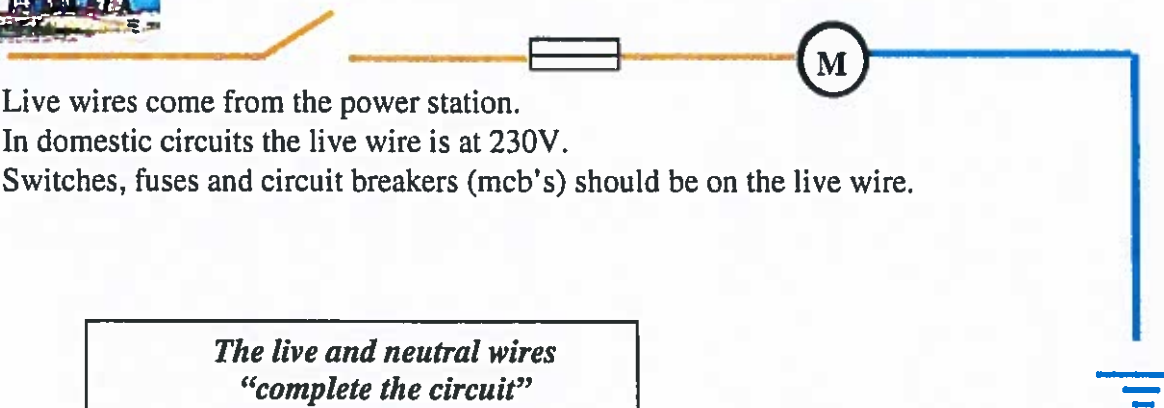 M
Live wires come from the power station.
In domestic circuits the live wire is at 230V.
Switches, fuses and circuit breakers (mcb's) should be on the live wire.
The live and neutral wires
“complete the circuit”